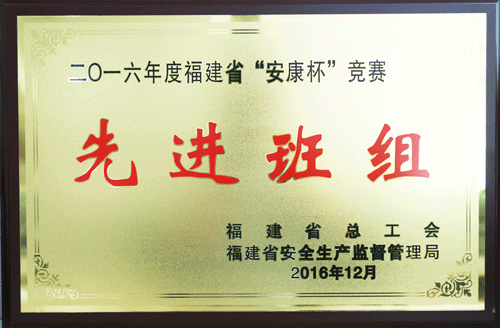 二〇一六年度福建省“安康杯”竞赛
先进班组
福建省总工会
福建省安全生产监督管理局
2016年12月